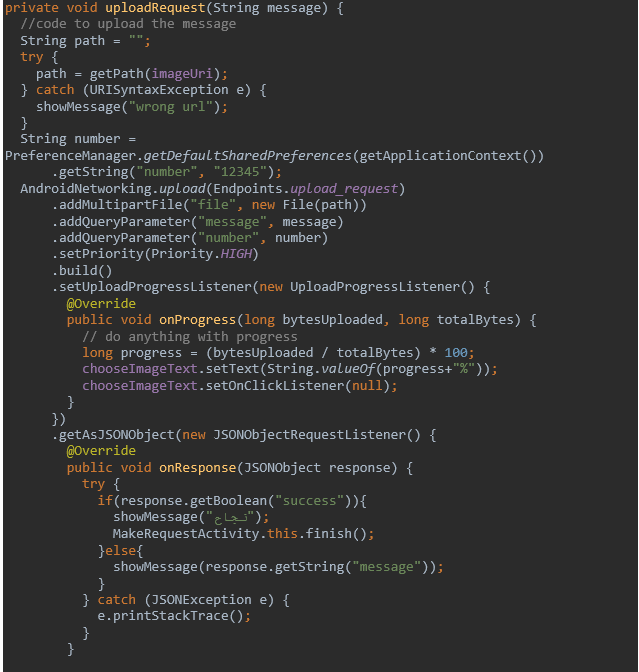 private void uploadRequest(String message) {
  //code to upload the message
  String path = "";
  try {
    path = getPath(imageUri);
  } catch (URISyntaxException e) {
    showMessage("wrong url");
  }
  String number =
PreferenceManager.getDefaultSharedPreferences(getApplicationContext())
      .getString("number", "12345");
  AndroidNetworking.upload(Endpoints.upload_request)
      .addMultipartFile("file", new File(path))
      .addQueryParameter("message", message)
      .addQueryParameter("number", number)
      .setPriority(Priority.HIGH)
      .build()
      .setUploadProgressListener(new UploadProgressListener() {
        @Override
        public void onProgress(long bytesUploaded, long totalBytes) {
          // do anything with progress
          long progress = (bytesUploaded / totalBytes) * 100;
          chooseImageText.setText(String.valueOf(progress+"%"));
          chooseImageText.setOnClickListener(null);
        }
      })
      .getAsJSONObject(new JSONObjectRequestListener() {
        @Override
        public void onResponse(JSONObject response) {
          try {
            if(response.getBoolean("success")){
              showMessage("نجاح");
              MakeRequestActivity.this.finish();
            }else{
              showMessage(response.getString("message"));
            }
          } catch (JSONException e) {
            e.printStackTrace();
          }
        }